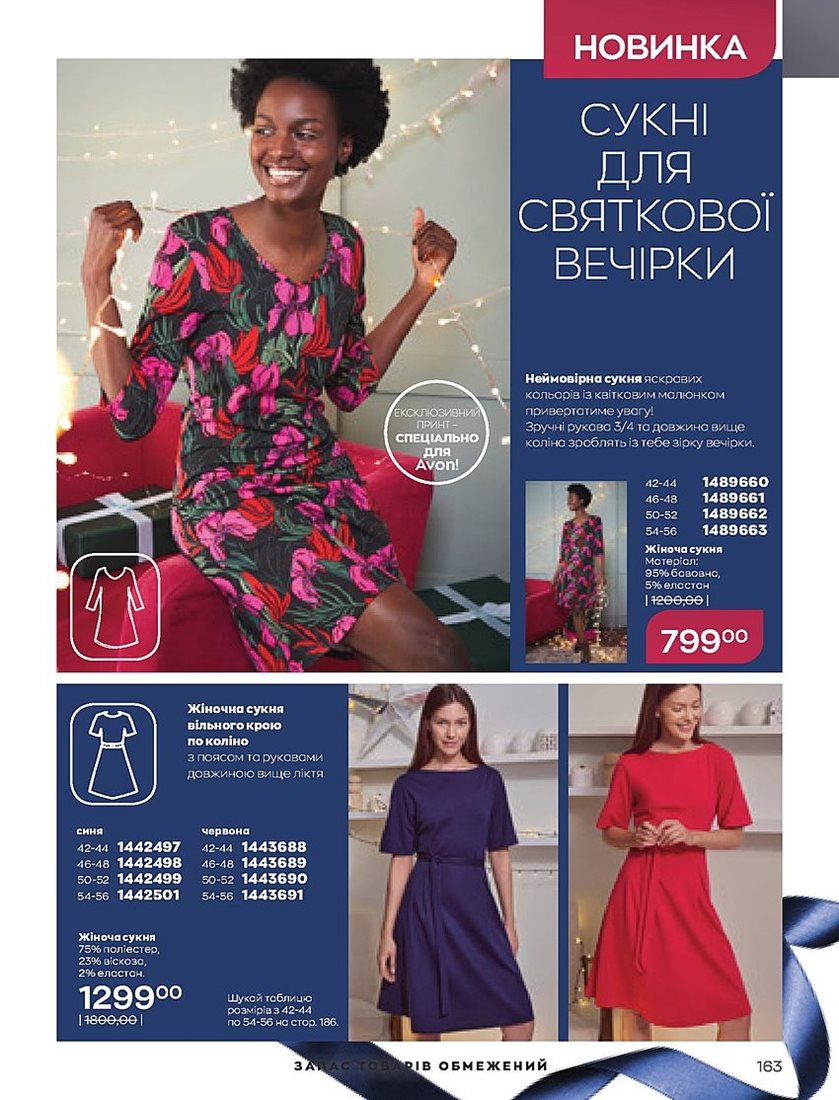 НОВИНКА
СУКНІ
ДЛЯ
СВЯТКОВОЇ
ВЕЧІРКИ
Неймовірна сукня яскравих
кольорів із квітковим малюнком
привертатиме увагу!
Зручні рукава 3/4 та довжина вище
коліна зроблять із тебе зірку вечірки.
ЕКСКЛЮЗИВНИЙ
ПРИНТ –
СПЕЦІАЛЬНО
ДЛЯ
Avon!
42-44 1489660
46-48 1489661
50-52 1489662
54-56 1489663
Жіноча сукня
Матеріал:
95% бавовна,
5% еластан
| 1200,00 |
799⁰⁰
Жіночна сукня
вільного крою
по коліно
з поясом та рукавами
довжиною вище ліктя
синя
42-44 1442497
46-48 1442498
50-52 1442499
54-56 1442501
червона
42-44 1443688
46-48 1443689
50-52 1443690
54-56 1443691
Жіноча сукня
75% поліестер,
23% віскоза,
2% еластан.
1299⁰⁰
| 1800,00 |
Шукай таблицю
розмірів з 42-44
по 54-56 на стор. 186.
ЗАПАС ТОВАРІВ ОБМЕЖЕНИЙ
163